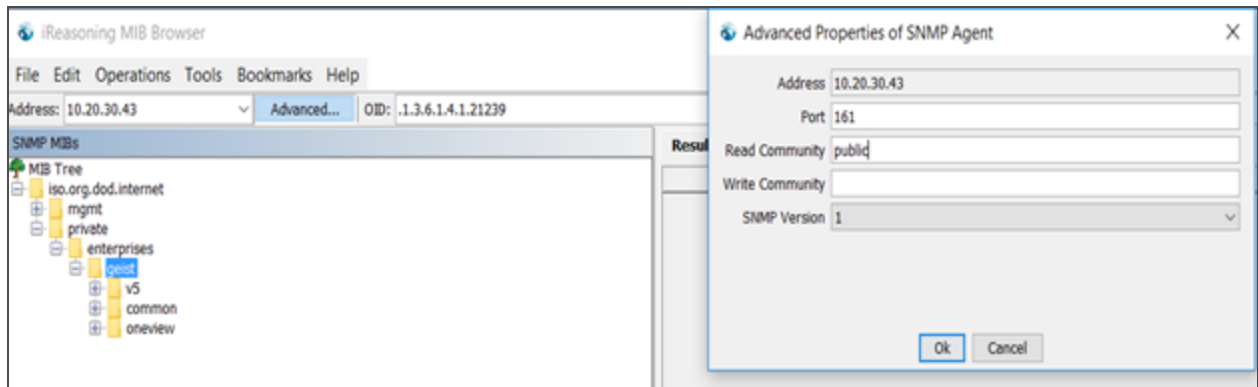 iReasoning MIB Browser
File Edit Operations Tools Bookmarks Help
Address: 10.20.30.43 Advanced... OID: .1.3.6.1.4.1.21239
SNMP MIBs
MIB Tree
iso.org.dod.internet
mgmt
private
enterprises
geist
v5
common
oneview
Resul
Advanced Properties of SNMP Agent
Address 10.20.30.43
Port 161
Read Community public
Write Community
SNMP Version 1
Ok Cancel